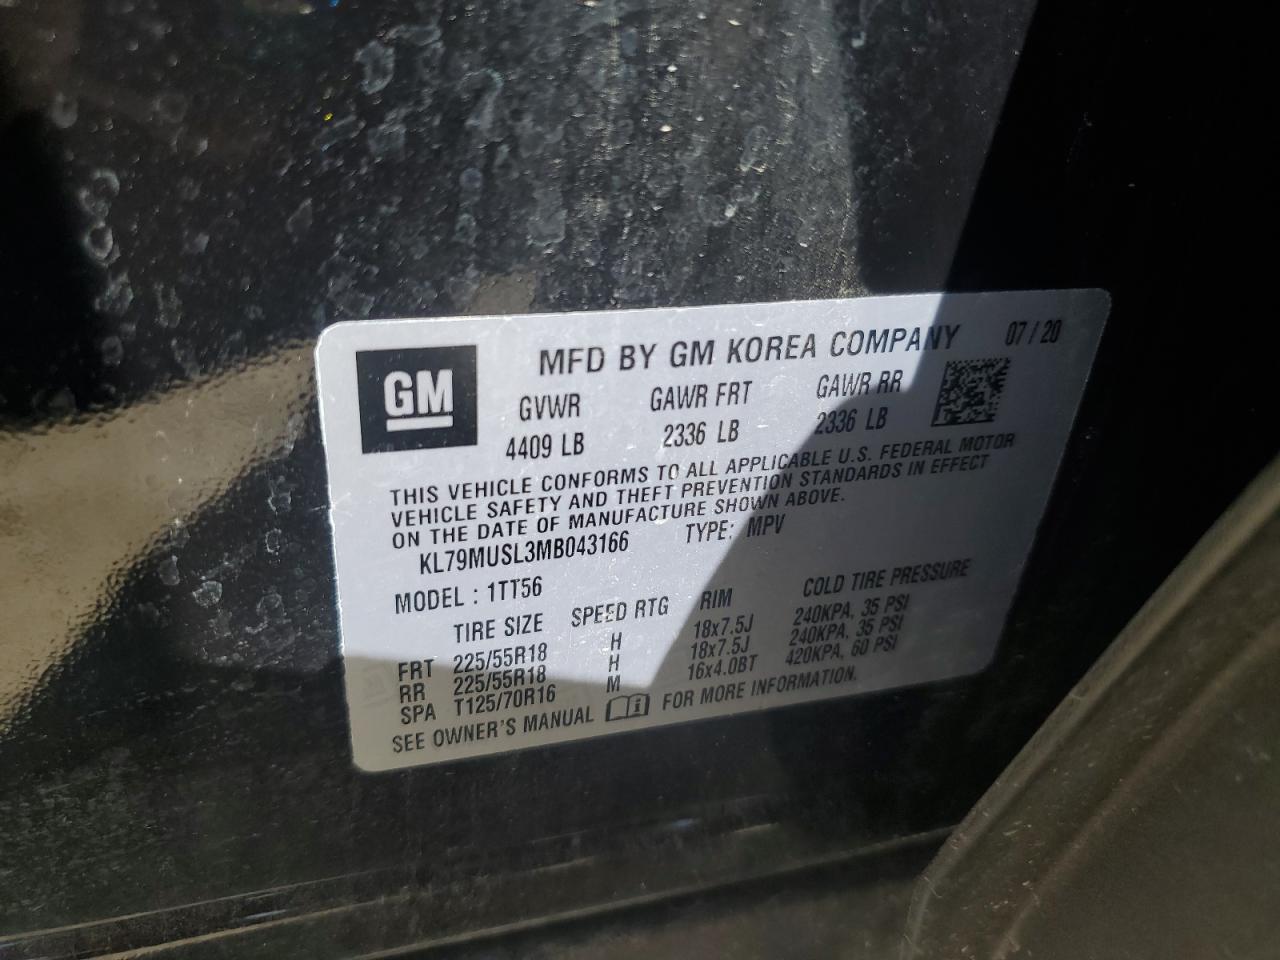 GM
MFD BY GM KOREA COMPANY 07/20
GVWR GAWR FRT GAWR RR
4409 LB 2336 LB 2336 LB
THIS VEHICLE CONFORMS TO ALL APPLICABLE U.S. FEDERAL MOTOR
VEHICLE SAFETY AND THEFT PREVENTION STANDARDS IN EFFECT
ON THE DATE OF MANUFACTURE SHOWN ABOVE.
KL79MUSL3MB043166 TYPE: MPV
MODEL : 1TT56
TIRE SIZE SPEED RTG RIM COLD TIRE PRESSURE
FRT 225/55R18 H 18x7.5J 240KPA, 35 PSI
RR 225/55R18 H 18x7.5J 240KPA, 35 PSI
SPA T125/70R16 M 16x4.0BT 420KPA, 60 PSI
SEE OWNER'S MANUAL i FOR MORE INFORMATION.